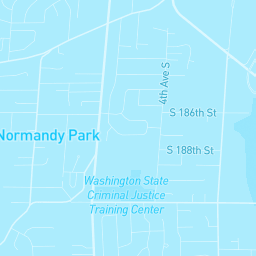 4th Ave S
S 186th St
Normandy Park
S 188th St
Washington State
Criminal Justice
Training Center